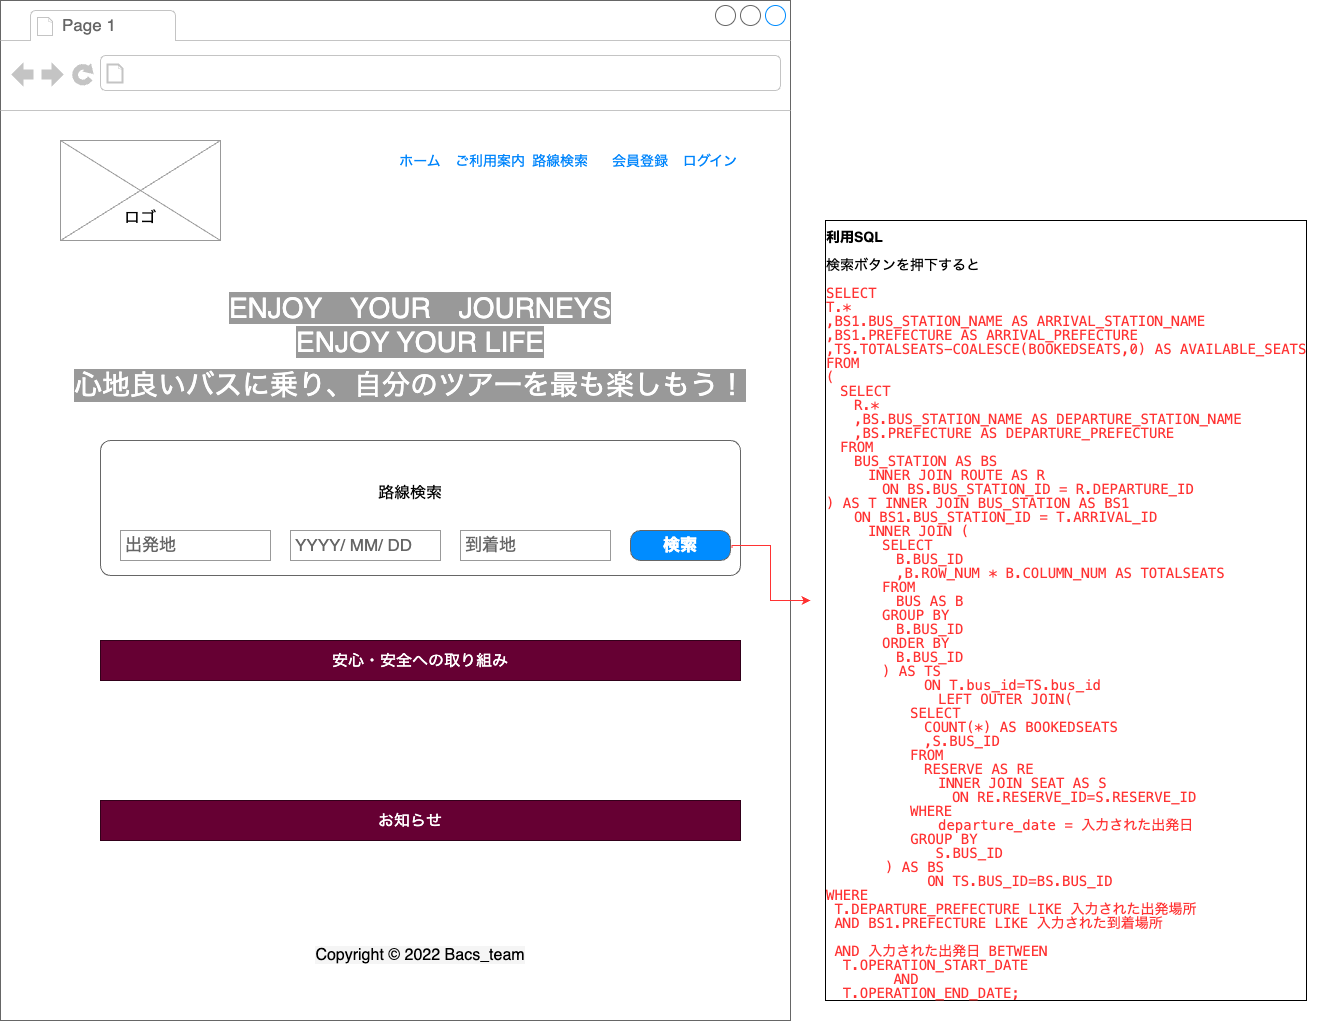 Page 1
ロゴ
ホーム ご利用案内 路線検索 会員登録 ログイン
ENJOY YOUR JOURNEYS
ENJOY YOUR LIFE
心地良いバスに乗り、自分のツアーを最も楽しもう！
路線検索
出発地 YYYY/ MM/ DD 到着地 検索
安心・安全への取り組み
お知らせ
Copyright © 2022 Bacs_team
利用SQL
検索ボタンを押下すると
SELECT
T.*
,BS1.BUS_STATION_NAME AS ARRIVAL_STATION_NAME
,BS1.PREFECTURE AS ARRIVAL_PREFECTURE
,TS.TOTALSEATS-COALESCE(BOOKEDSEATS,0) AS AVAILABLE_SEATS
FROM
(
SELECT
R.*
,BS.BUS_STATION_NAME AS DEPARTURE_STATION_NAME
,BS.PREFECTURE AS DEPARTURE_PREFECTURE
FROM
BUS_STATION AS BS
INNER JOIN ROUTE AS R
ON BS.BUS_STATION_ID = R.DEPARTURE_ID
) AS T INNER JOIN BUS_STATION AS BS1
ON BS1.BUS_STATION_ID = T.ARRIVAL_ID
INNER JOIN (
SELECT
B.BUS_ID
,B.ROW_NUM * B.COLUMN_NUM AS TOTALSEATS
FROM
BUS AS B
GROUP BY
B.BUS_ID
ORDER BY
B.BUS_ID
) AS TS
ON T.bus_id=TS.bus_id
LEFT OUTER JOIN(
SELECT
COUNT(*) AS BOOKEDSEATS
,S.BUS_ID
FROM
RESERVE AS RE
INNER JOIN SEAT AS S
ON RE.RESERVE_ID=S.RESERVE_ID
WHERE
departure_date = 入力された出発日
GROUP BY
S.BUS_ID
) AS BS
ON TS.BUS_ID=BS.BUS_ID
WHERE
T.DEPARTURE_PREFECTURE LIKE 入力された出発場所
AND BS1.PREFECTURE LIKE 入力された到着場所
AND 入力された出発日 BETWEEN
T.OPERATION_START_DATE
AND
T.OPERATION_END_DATE;